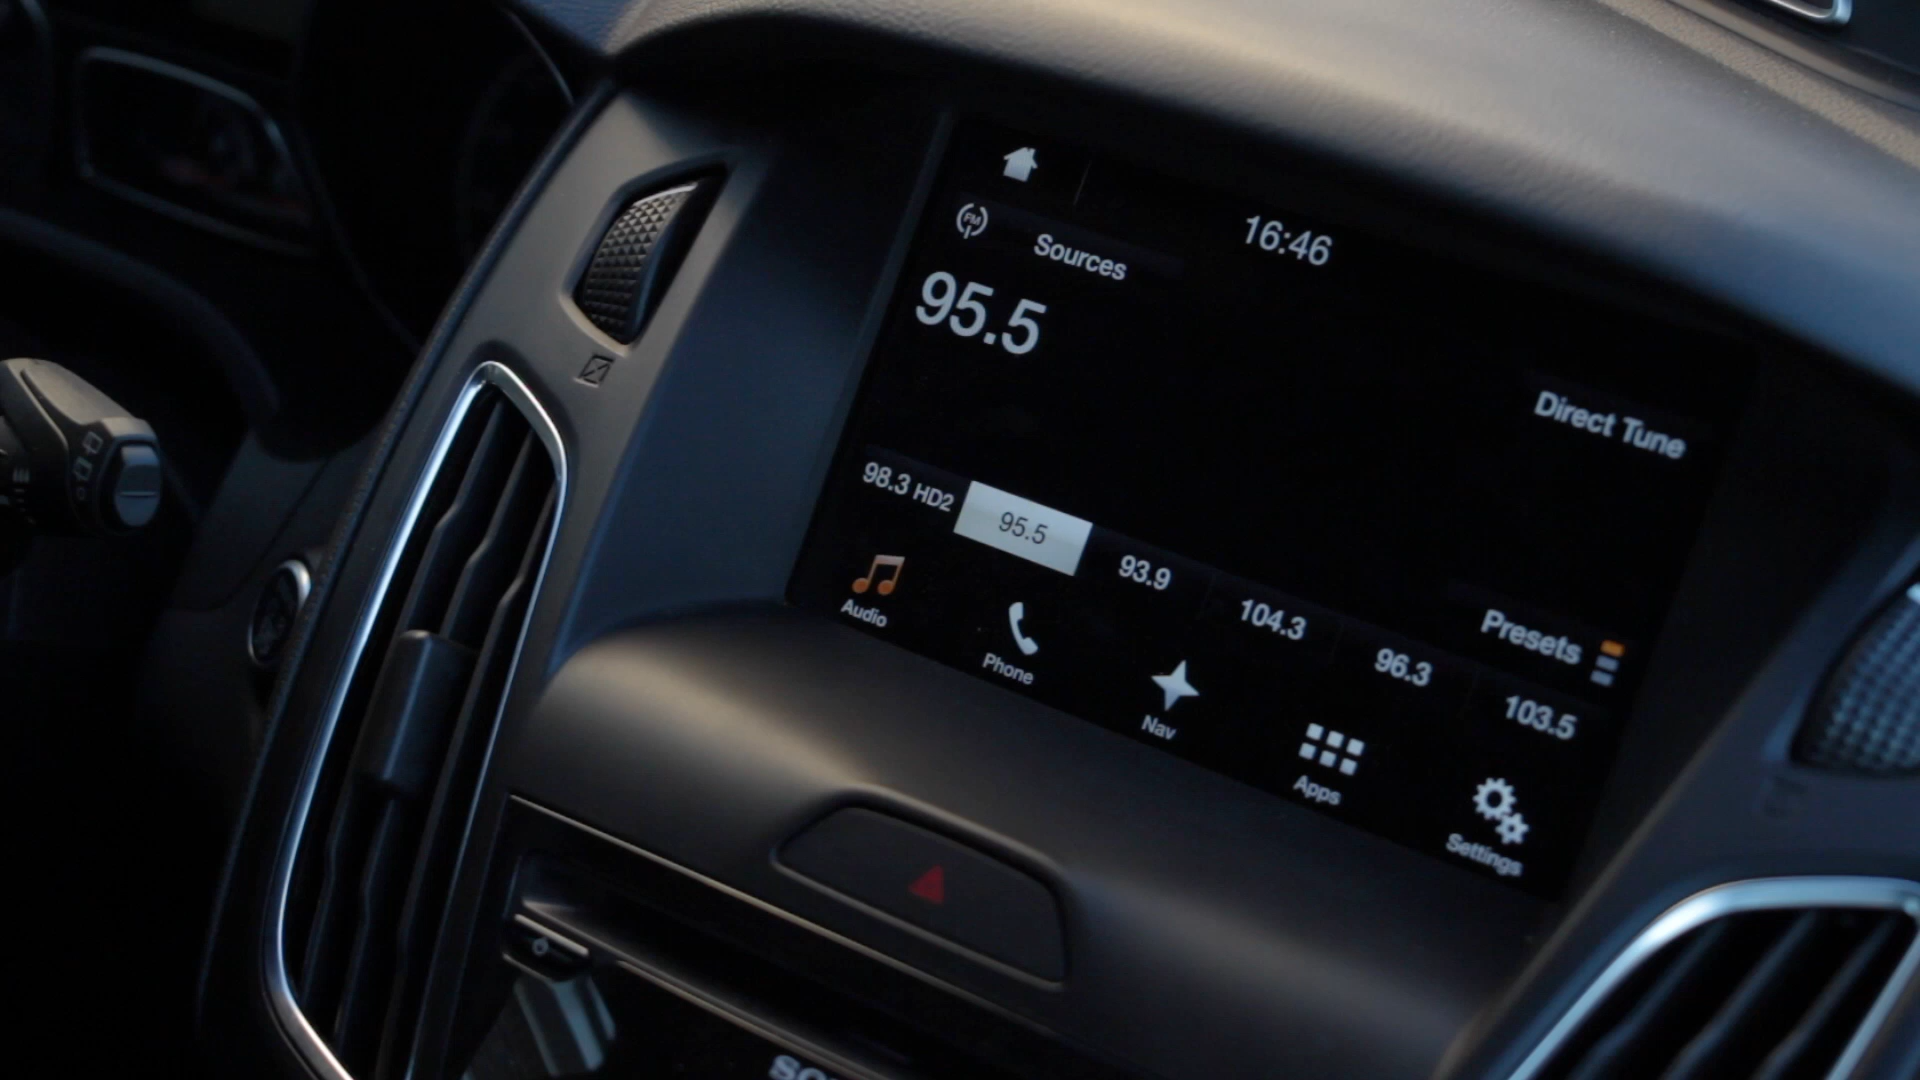 16:46
FM
Sources
95.5
Direct Tune
98.3 HD2
95.5
93.9
104.3
96.3
103.5
Presets
Audio
Phone
Nav
Apps
Settings